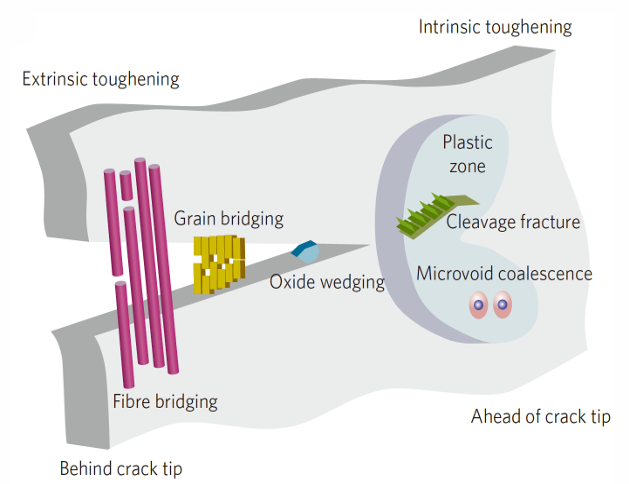 Intrinsic toughening
Extrinsic toughening
Plastic
zone
Grain bridging
Cleavage fracture
Oxide wedging
Microvoid coalescence
Fibre bridging
Ahead of crack tip
Behind crack tip